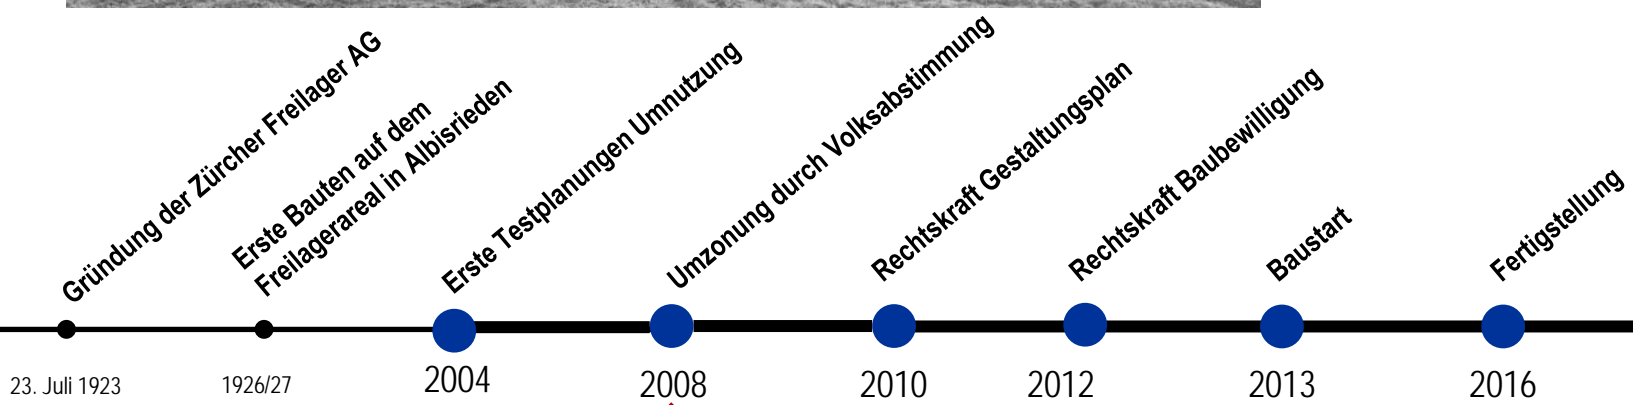 Gründung der Zürcher Freilager AG
Erste Bauten auf dem
Freilagerareal in Albisrieden
Erste Testplanungen Umnutzung
Umzonung durch Volksabstimmung
Rechtskraft Gestaltungsplan
Rechtskraft Baubewilligung
Baustart
Fertigstellung
23. Juli 1923
1926/27
2004
2008
2010
2012
2013
2016